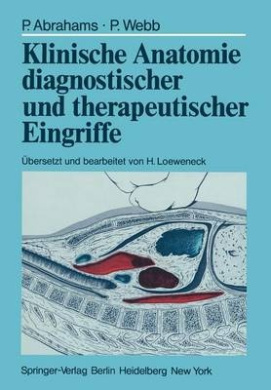 P. Abrahams · P. Webb
Klinische Anatomie
diagnostischer
und therapeutischer
Eingriffe
Übersetzt und bearbeitet von H. Loeweneck
Springer-Verlag Berlin Heidelberg New York